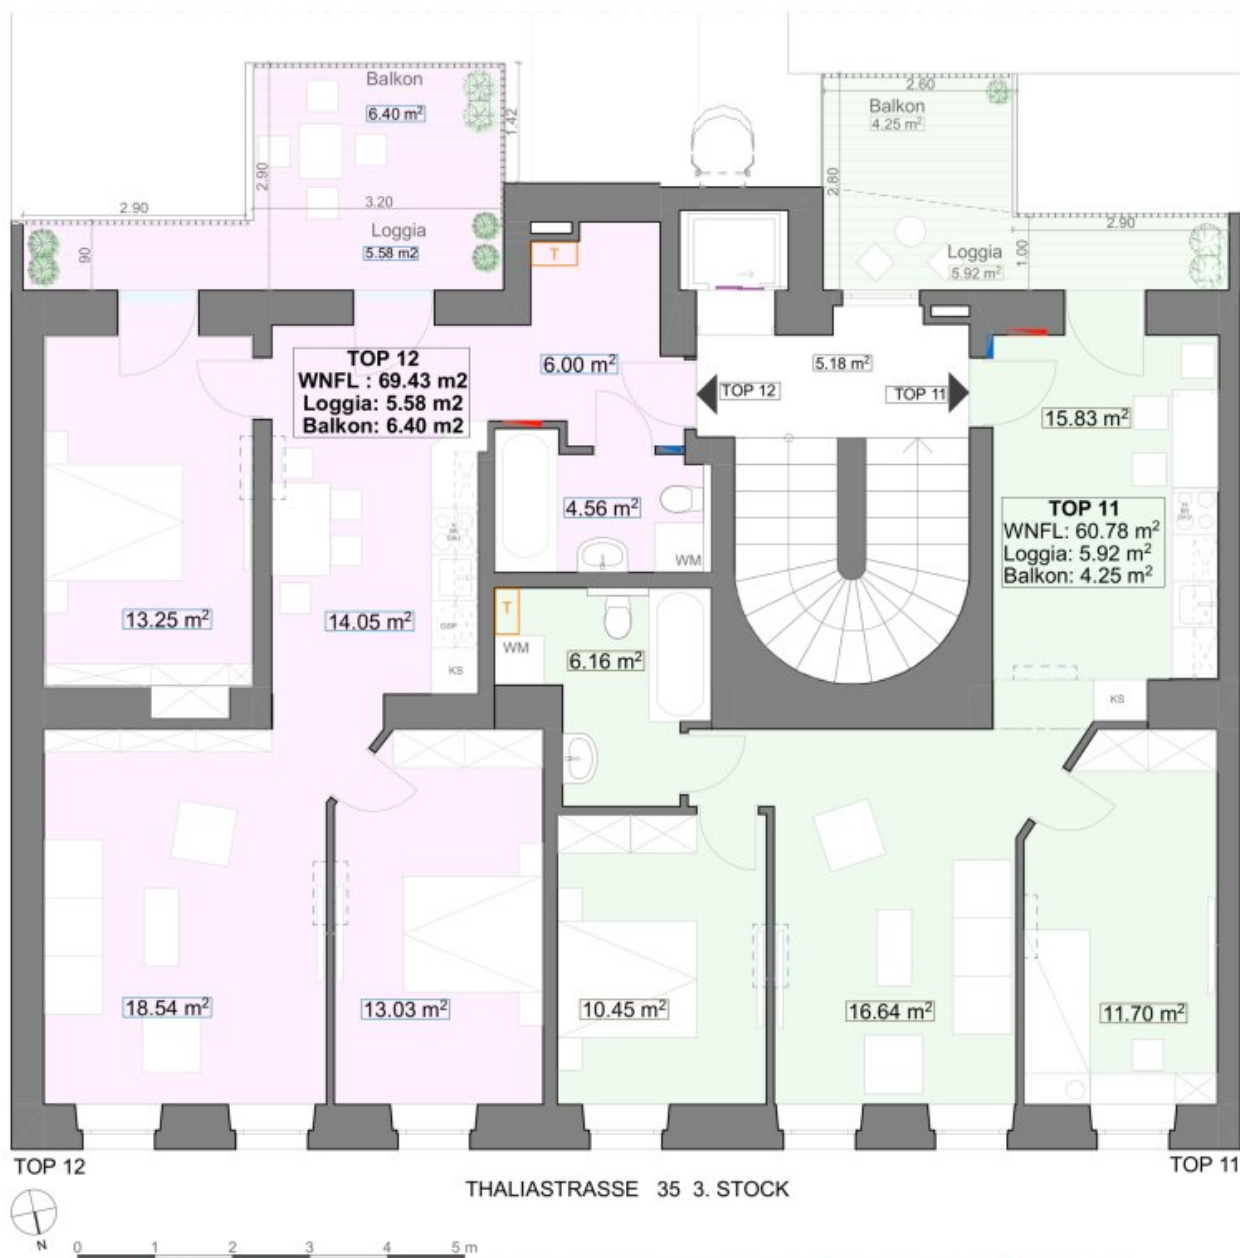 Balkon
6.40 m²
1.42
2.90
3.20
2.90
90
Loggia
5.58 m2
2.60
Balkon
4.25 m²
2.80
2.90
1.00
Loggia
5.92 m²
T
6.00 m²
5.18 m²
TOP 12
TOP 11
TOP 12
WNFL : 69.43 m2
Loggia: 5.58 m2
Balkon: 6.40 m2
15.83 m²
TOP 11
WNFL: 60.78 m²
Loggia: 5.92 m²
Balkon: 4.25 m²
4.56 m²
WM
13.25 m²
14.05 m²
GSP
KS
T
WM
6.16 m²
KS
18.54 m²
13.03 m²
10.45 m²
16.64 m²
11.70 m²
TOP 12
TOP 11
THALIASTRASSE 35 3. STOCK
N
0 1 2 3 4 5 m